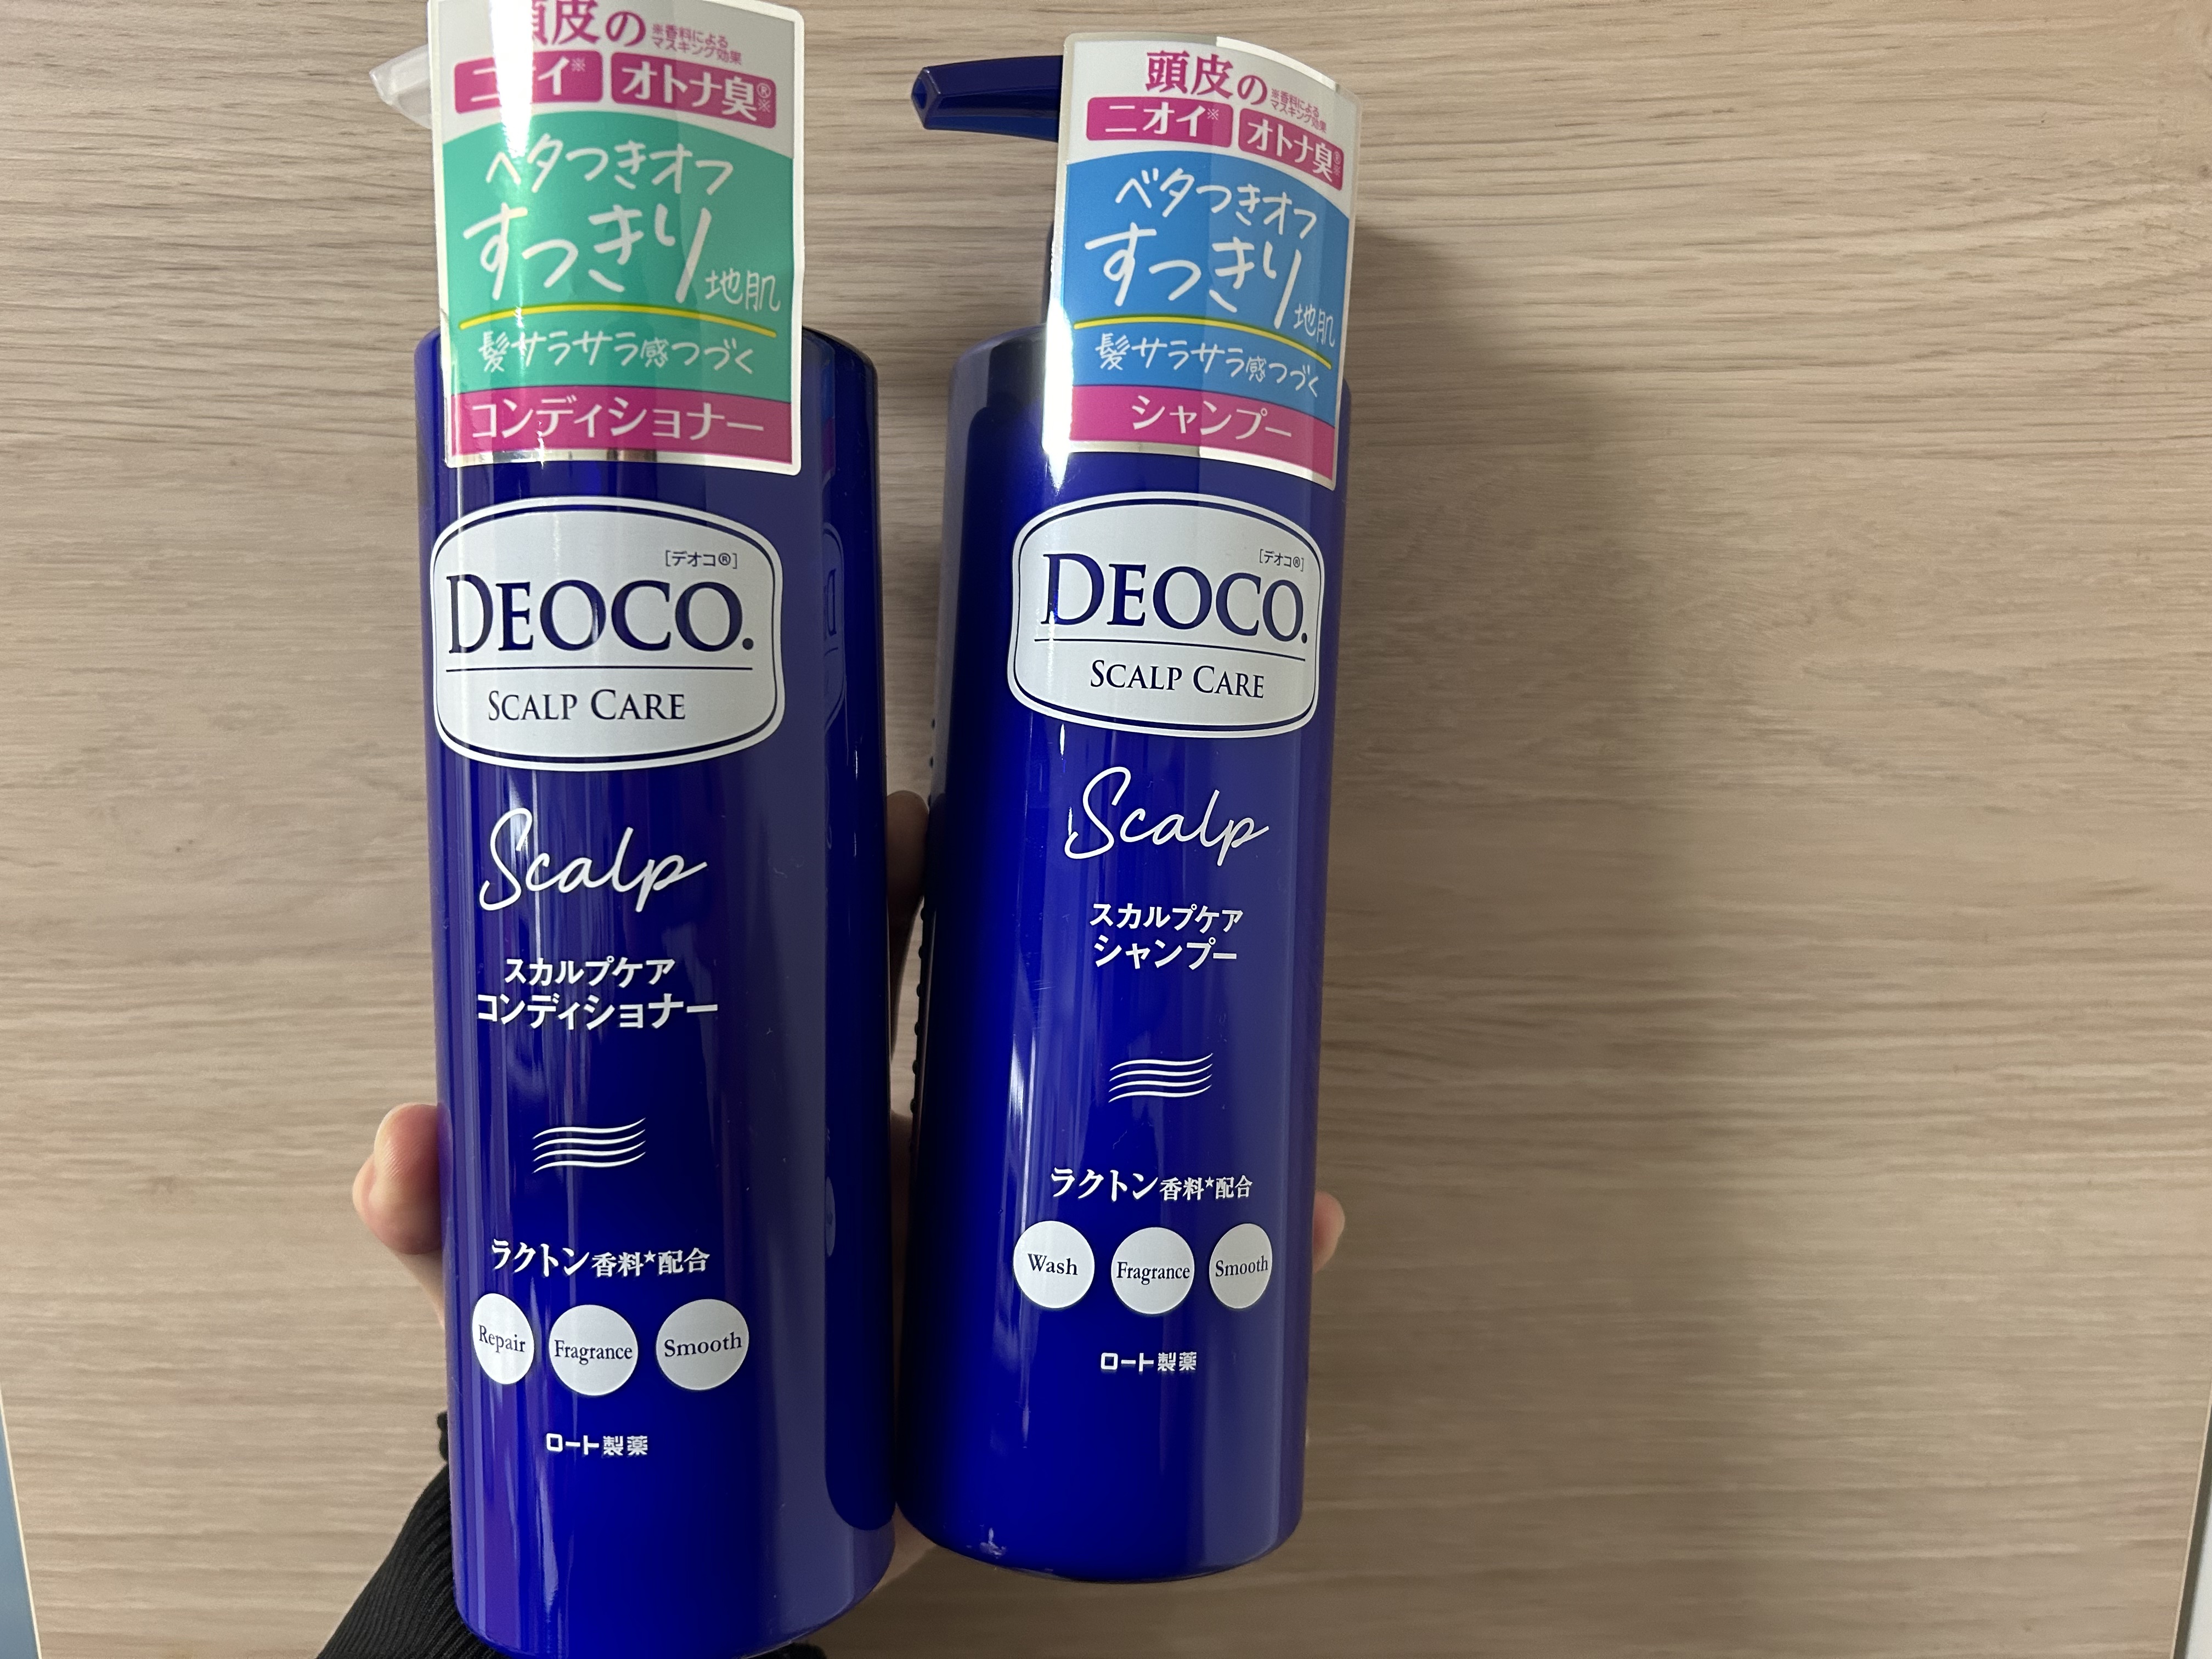 頭皮の
※香料による
マスキング効果
ニオイ※ オトナ臭®※
ベタつきオフ
すっきり地肌
髪サラサラ感つづく
コンディショナー
[デオコ®]
DEOCO.
SCALP CARE
Scalp
スカルプケア
コンディショナー
ラクトン香料★配合
Repair Fragrance Smooth
ロート製薬
頭皮の
※香料による
マスキング効果
ニオイ※ オトナ臭®※
ベタつきオフ
すっきり地肌
髪サラサラ感つづく
シャンプー
[デオコ®]
DEOCO.
SCALP CARE
Scalp
スカルプケア
シャンプー
ラクトン香料★配合
Wash Fragrance Smooth
ロート製薬